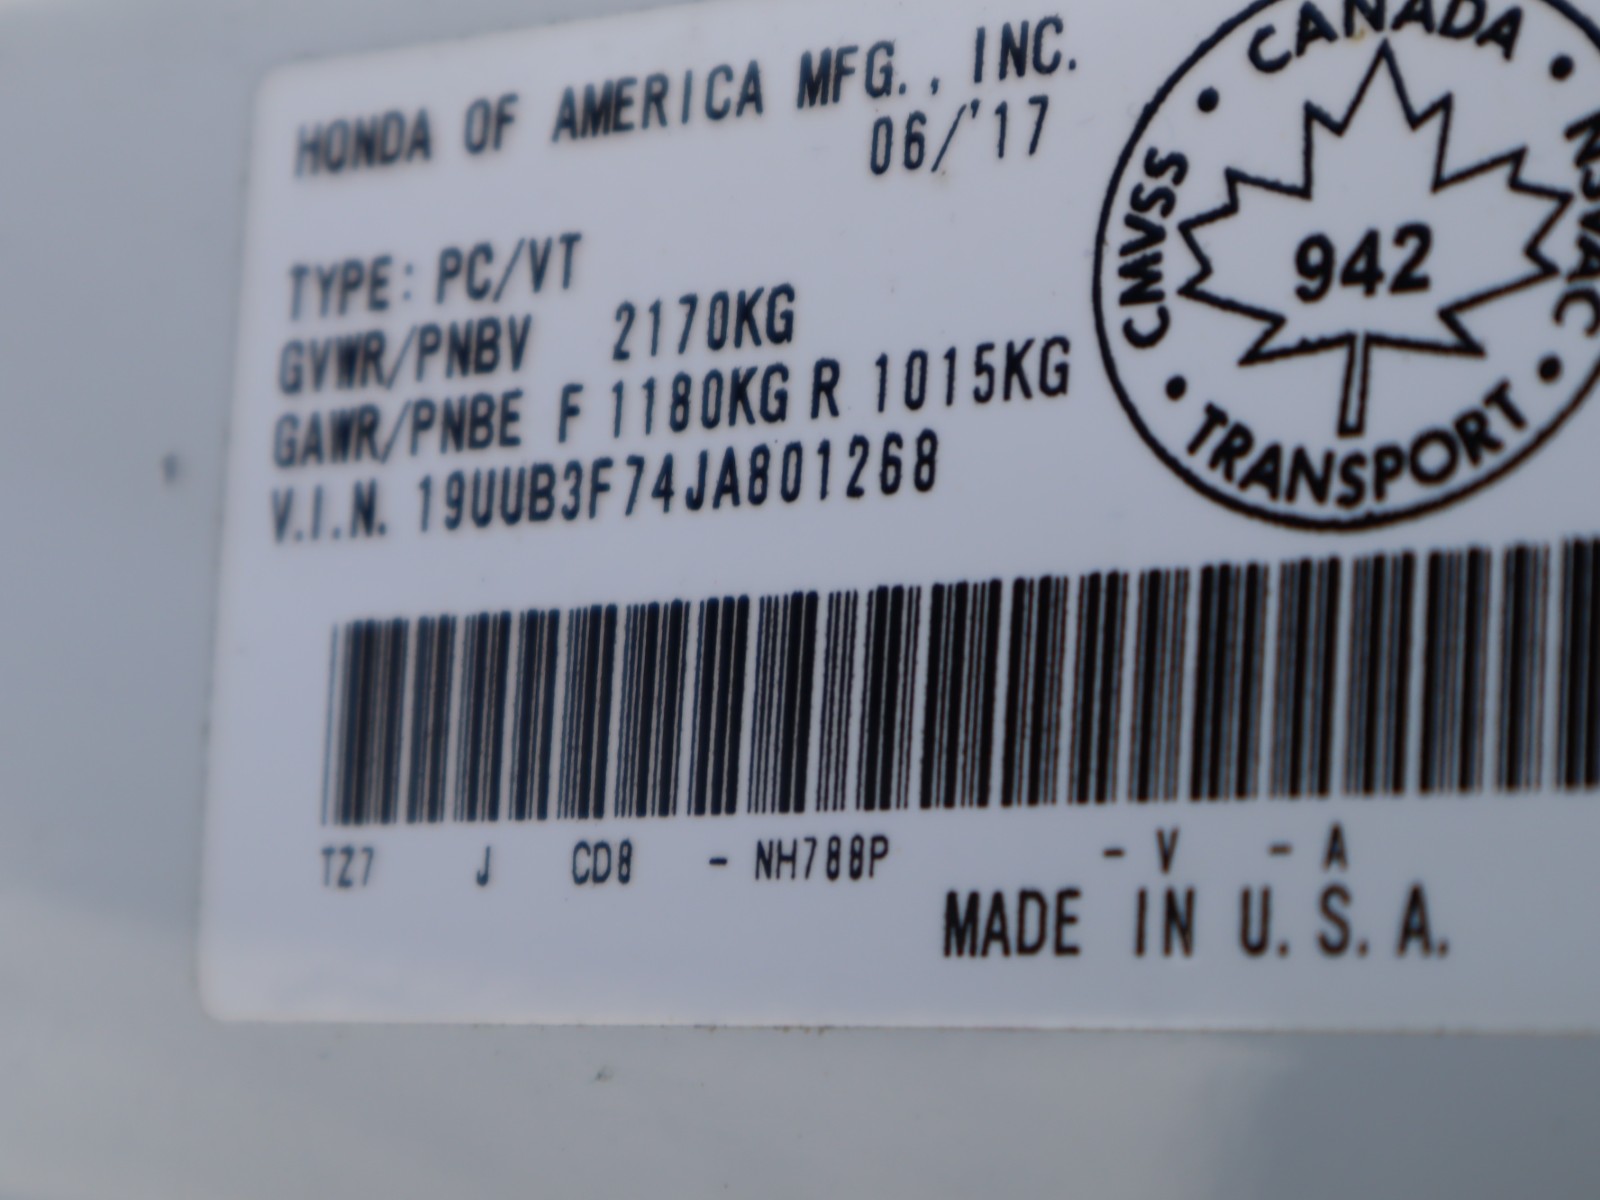 HONDA OF AMERICA MFG., INC.
06/'17
TYPE: PC/VT
GVWR/PNBV 2170KG
GAWR/PNBE F 1180KG R 1015KG
V.I.N. 19UUB3F74JA801268
CANADA • NSVAC • TRANSPORT • CMVSS •
942
TZ7 J CD8 - NH788P - V - A
MADE IN U.S.A.